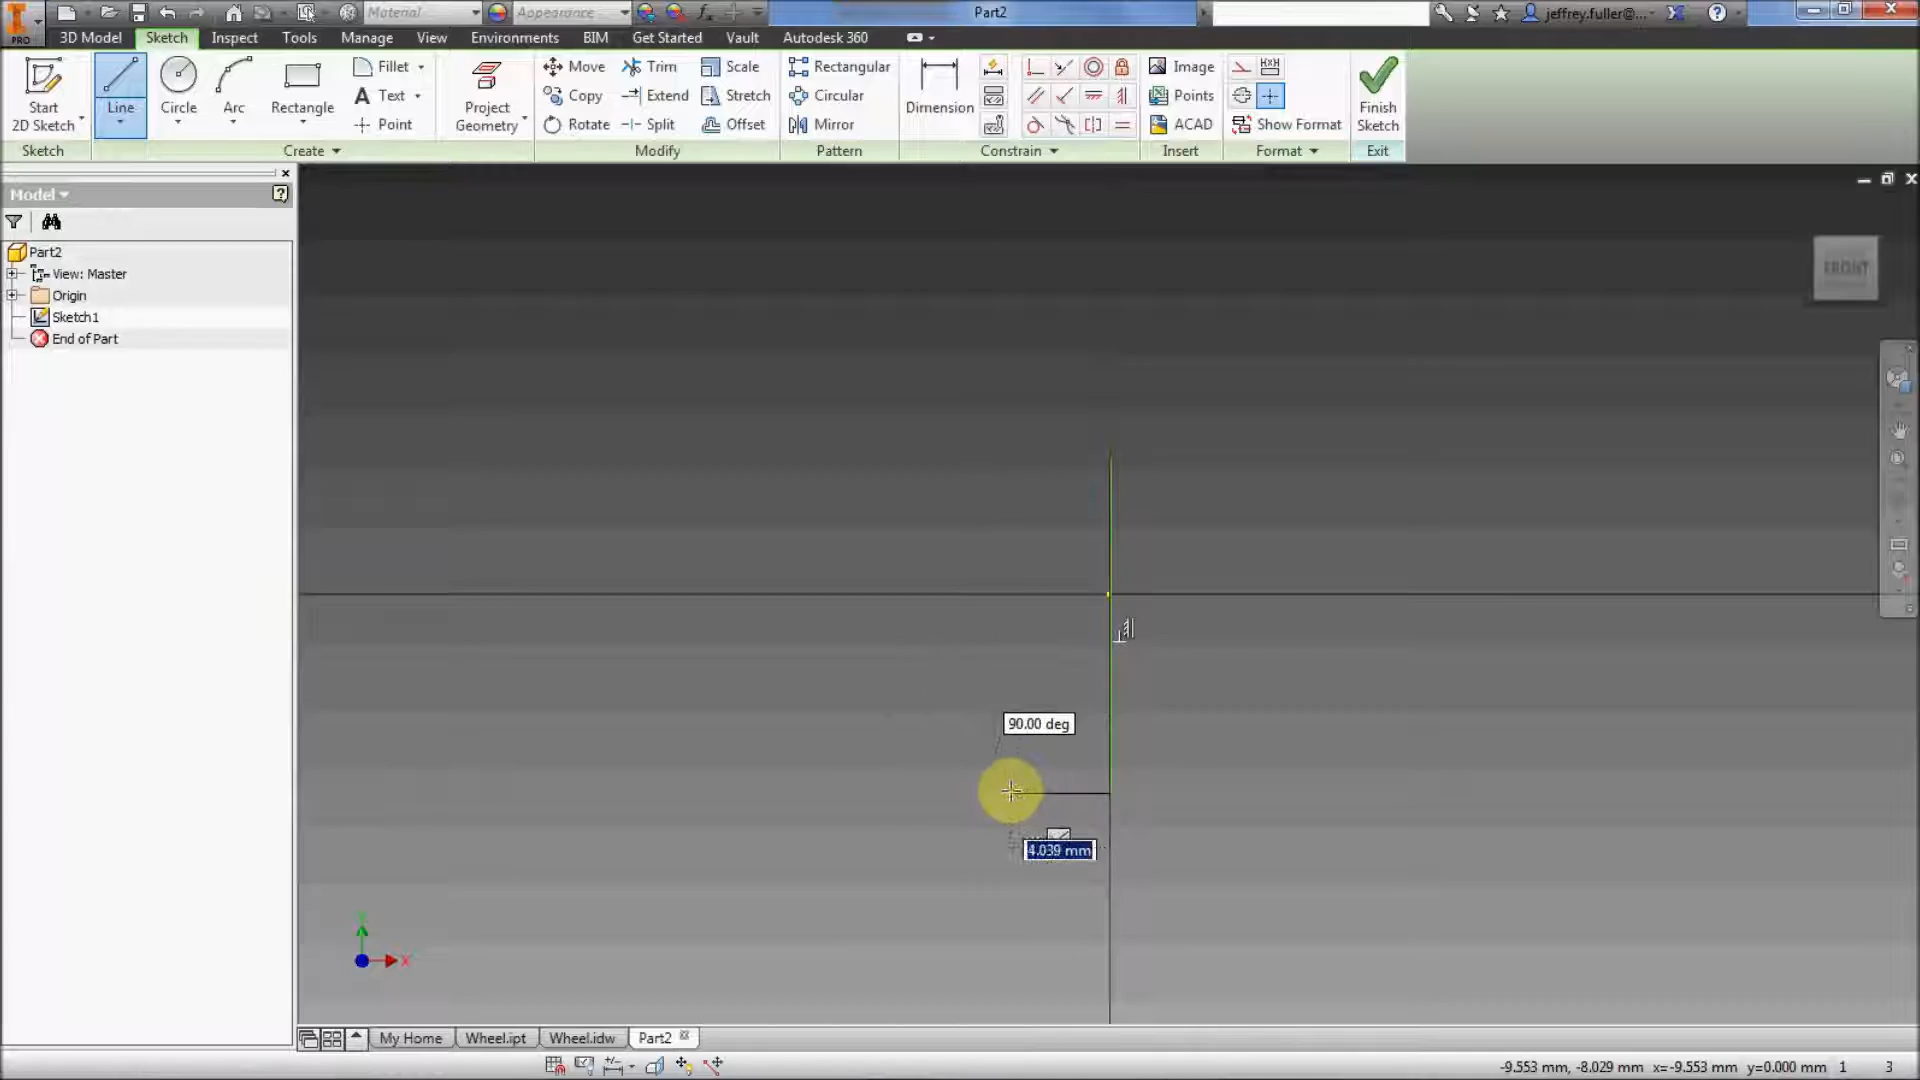 Material
Appearance
Part2
jeffrey.fuller@...
PRO
3D Model
Sketch
Inspect
Tools
Manage
View
Environments
BIM
Get Started
Vault
Autodesk 360
Start
2D Sketch
Line
Circle
Arc
Rectangle
Fillet
Text
Point
Project
Geometry
Move
Copy
Rotate
Trim
Extend
Split
Scale
Stretch
Offset
Rectangular
Circular
Mirror
Dimension
Image
Points
ACAD
Show Format
Finish
Sketch
Sketch
Create
Modify
Pattern
Constrain
Insert
Format
Exit
Model
Part2
View: Master
Origin
Sketch1
End of Part
FRONT
90.00 deg
4.039 mm
Y
X
My Home
Wheel.ipt
Wheel.idw
Part2
-9.553 mm, -8.029 mm x=-9.553 mm y=0.000 mm 1 3